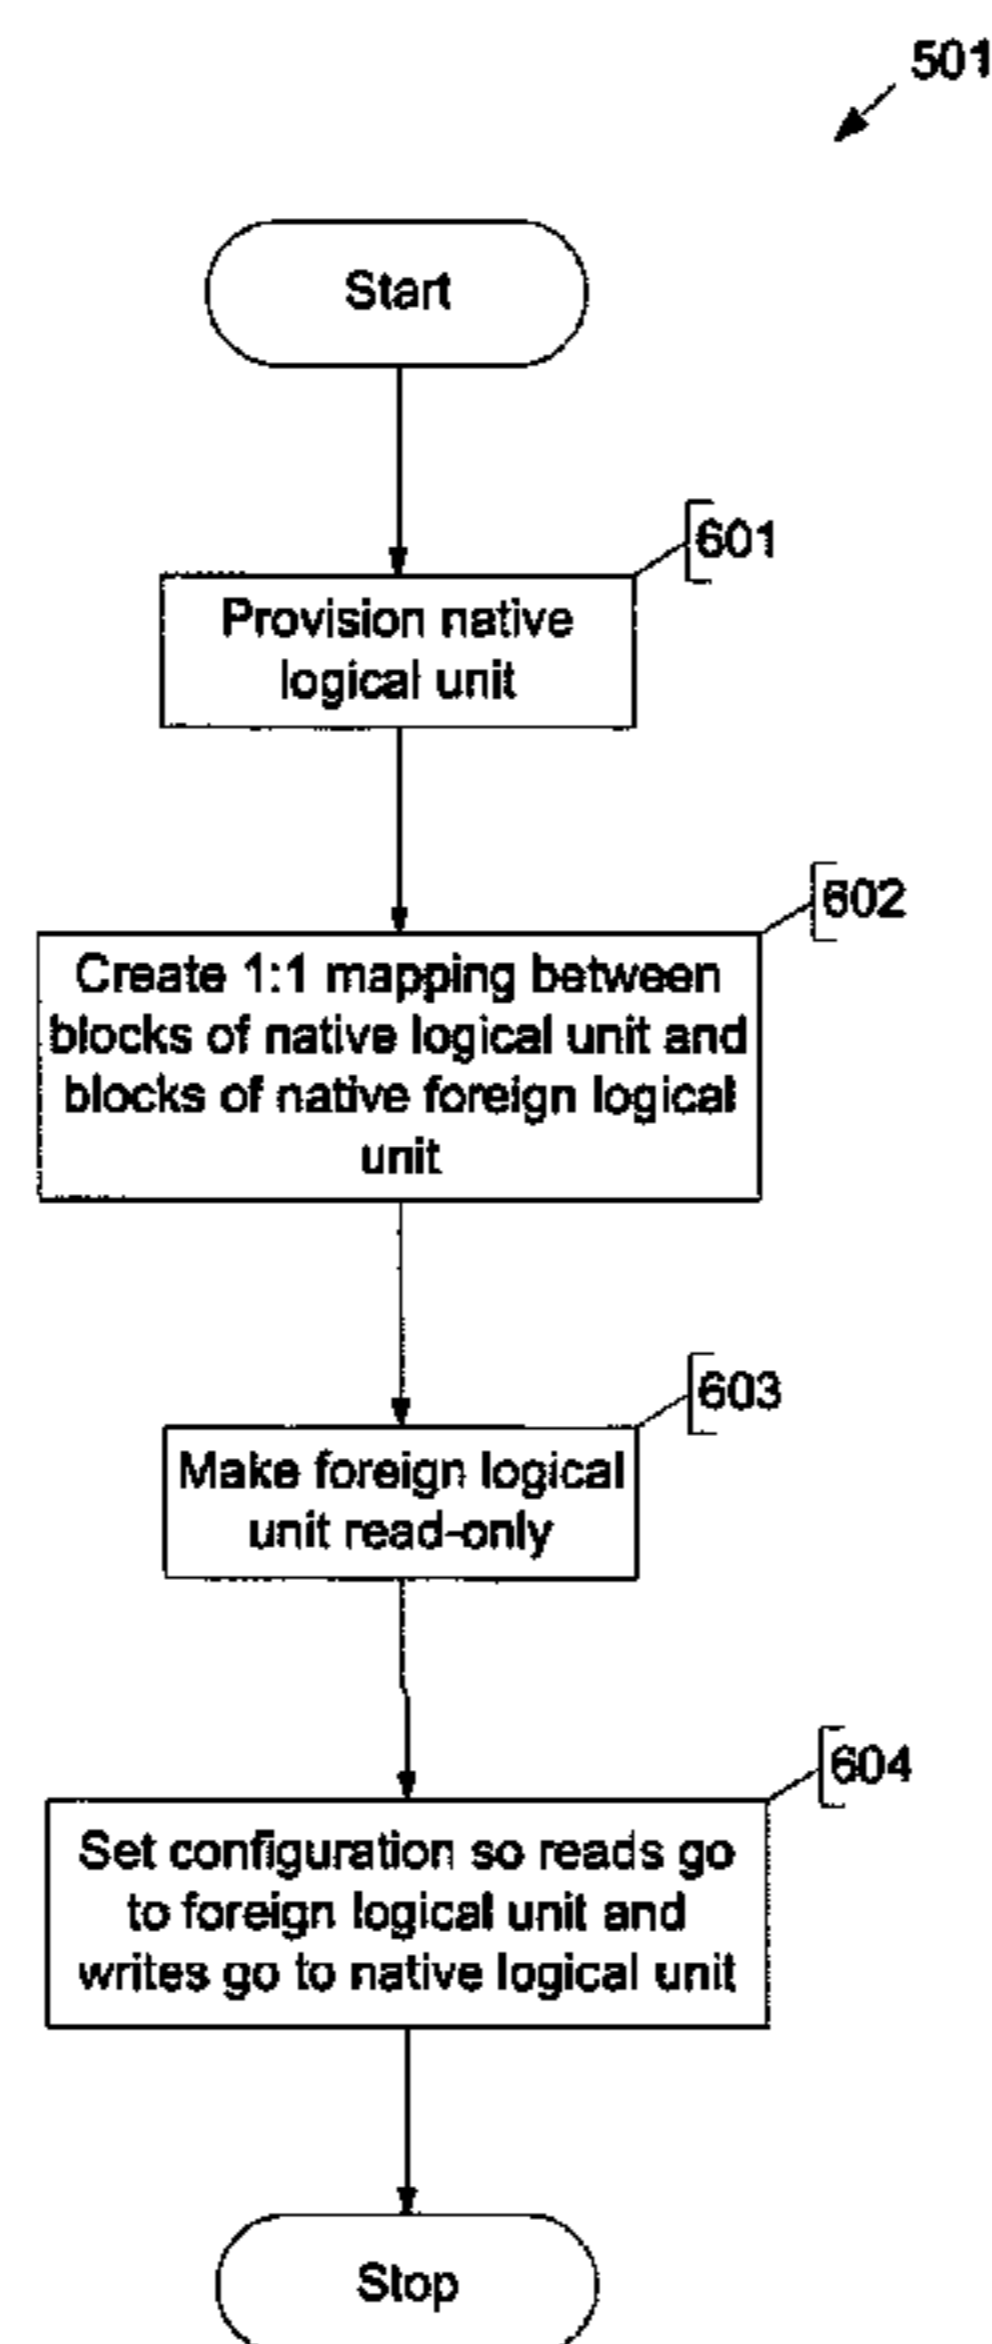 501
Start
601
Provision native
logical unit
602
Create 1:1 mapping between
blocks of native logical unit and
blocks of native foreign logical
unit
603
Make foreign logical
unit read-only
604
Set configuration so reads go
to foreign logical unit and
writes go to native logical unit
Stop